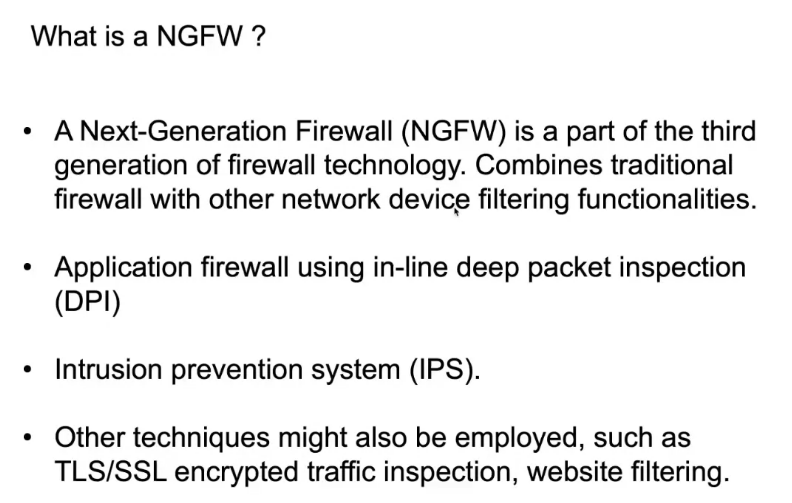 What is a NGFW ?
• A Next-Generation Firewall (NGFW) is a part of the third
generation of firewall technology. Combines traditional
firewall with other network device filtering functionalities.
• Application firewall using in-line deep packet inspection
(DPI)
• Intrusion prevention system (IPS).
• Other techniques might also be employed, such as
TLS/SSL encrypted traffic inspection, website filtering.